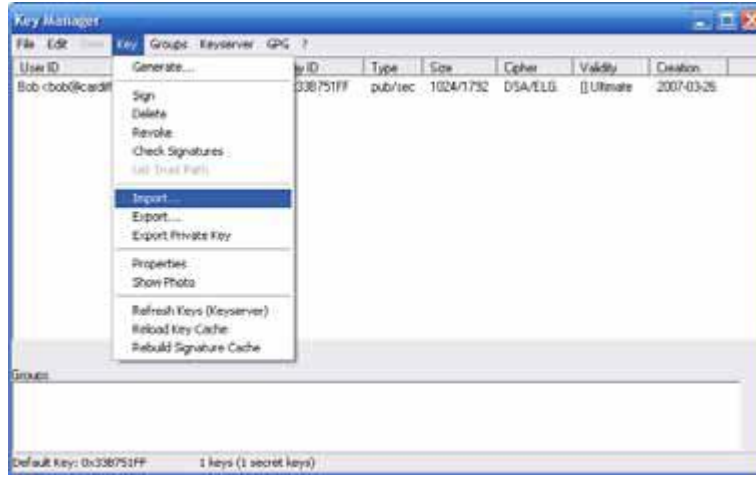 Key Manager
File Edit Key Groups Keyserver GPG ?
User ID Key ID Type Size Cipher Validity Creation
Bob <bob@cardiff 33B751FF pub/sec 1024/1792 DSA/ELG [] Ultimate 2007-03-26
Generate...
Sign
Delete
Revoke
Check Signatures
List Trust Path
Import...
Export...
Export Private Key
Properties
Show Photo
Refresh Keys (Keyserver)
Reload Key Cache
Rebuild Signature Cache
Groups
Default Key: 0x33B751FF 1 keys (1 secret keys)